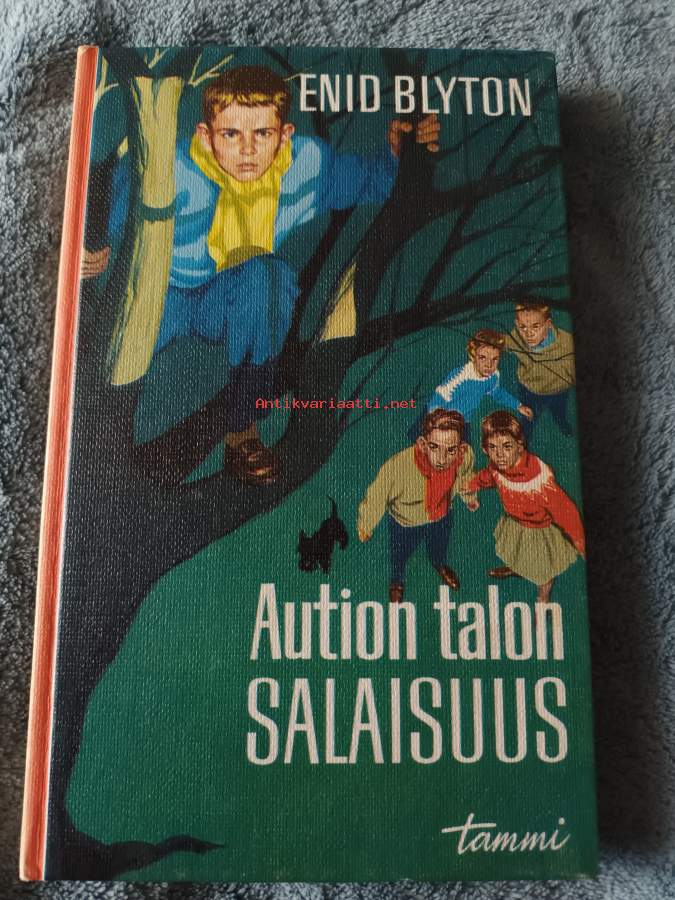 ENID BLYTON
Antikvariaatti.net
Aution talon
SALAISUUS
tammi